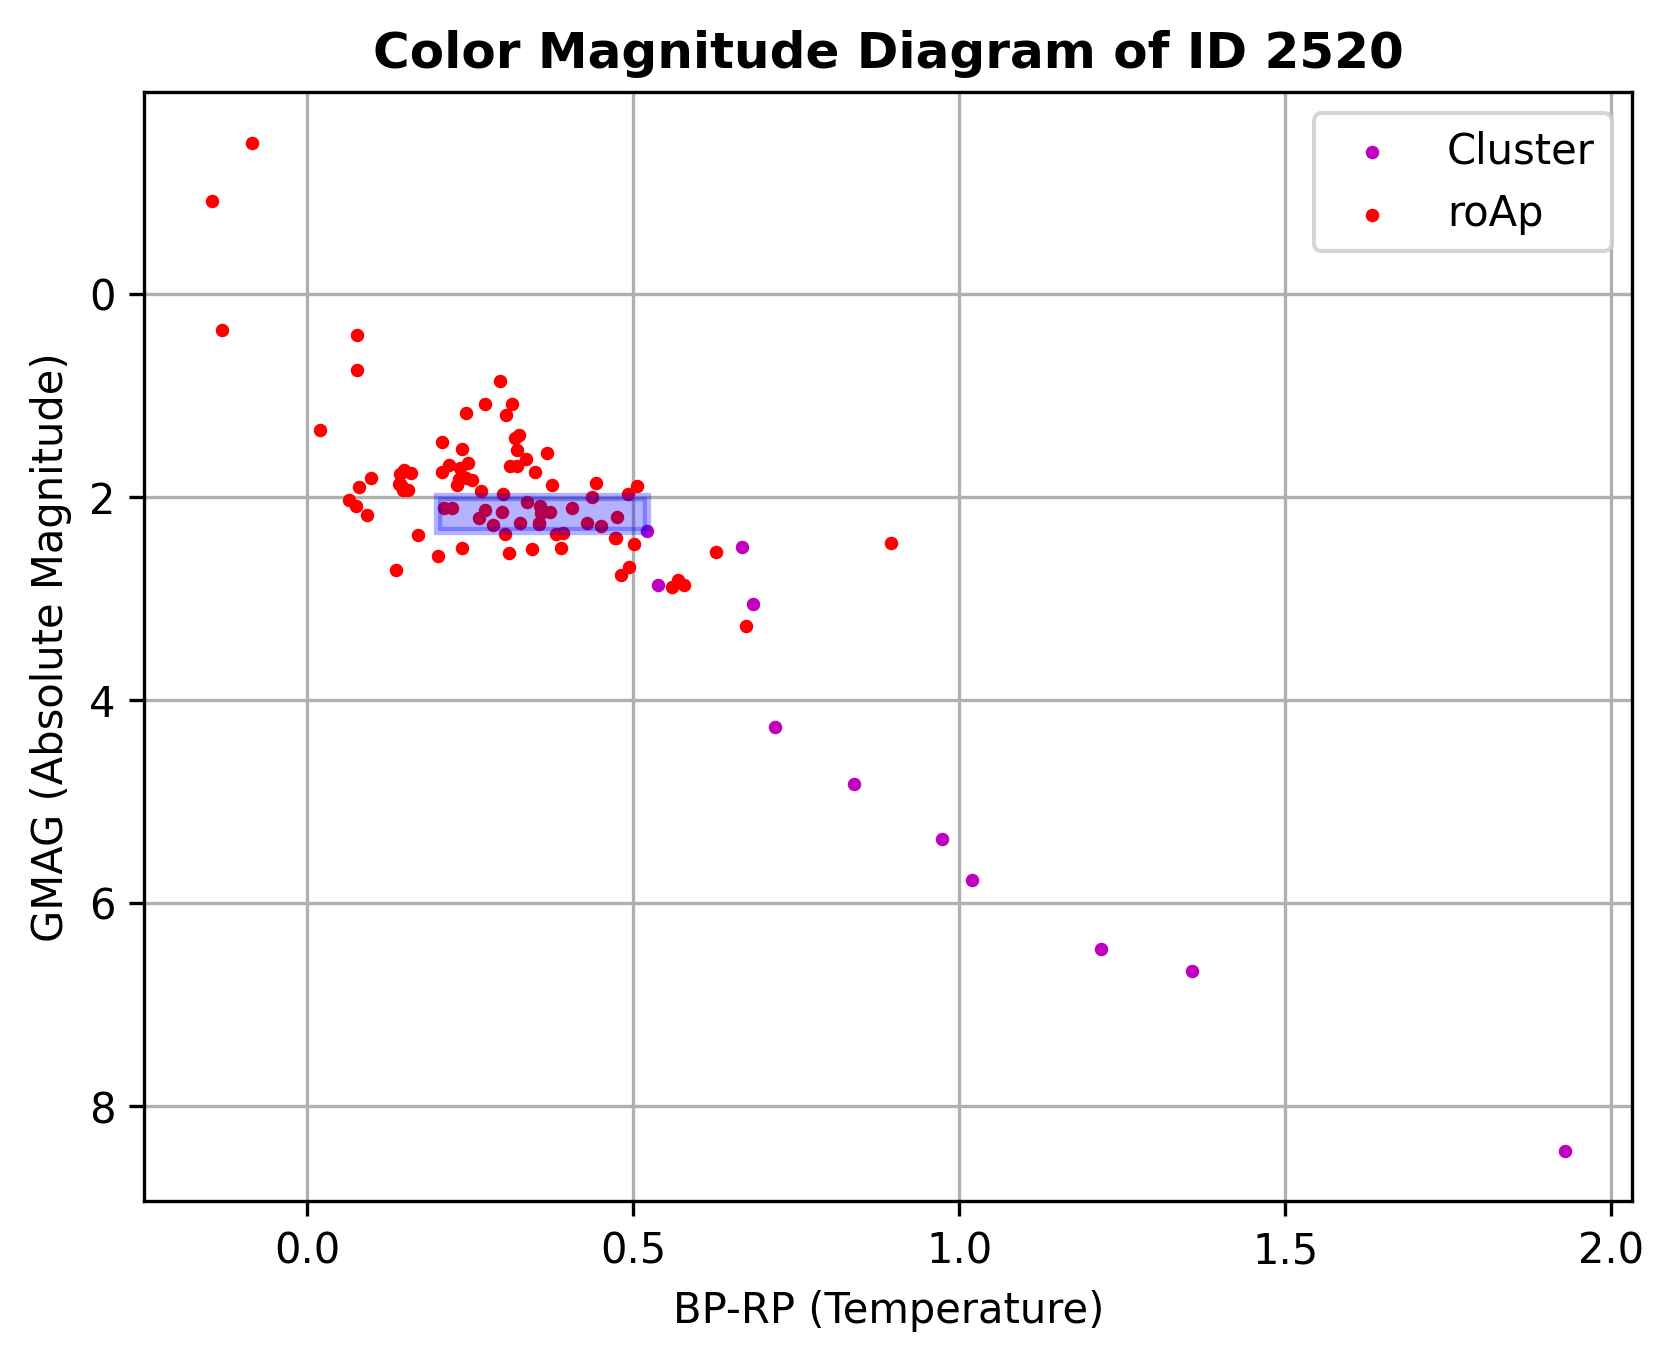 Color Magnitude Diagram of ID 2520
Cluster
roAp
GMAG (Absolute Magnitude)
0
2
4
6
8
0.0 0.5 1.0 1.5 2.0
BP-RP (Temperature)